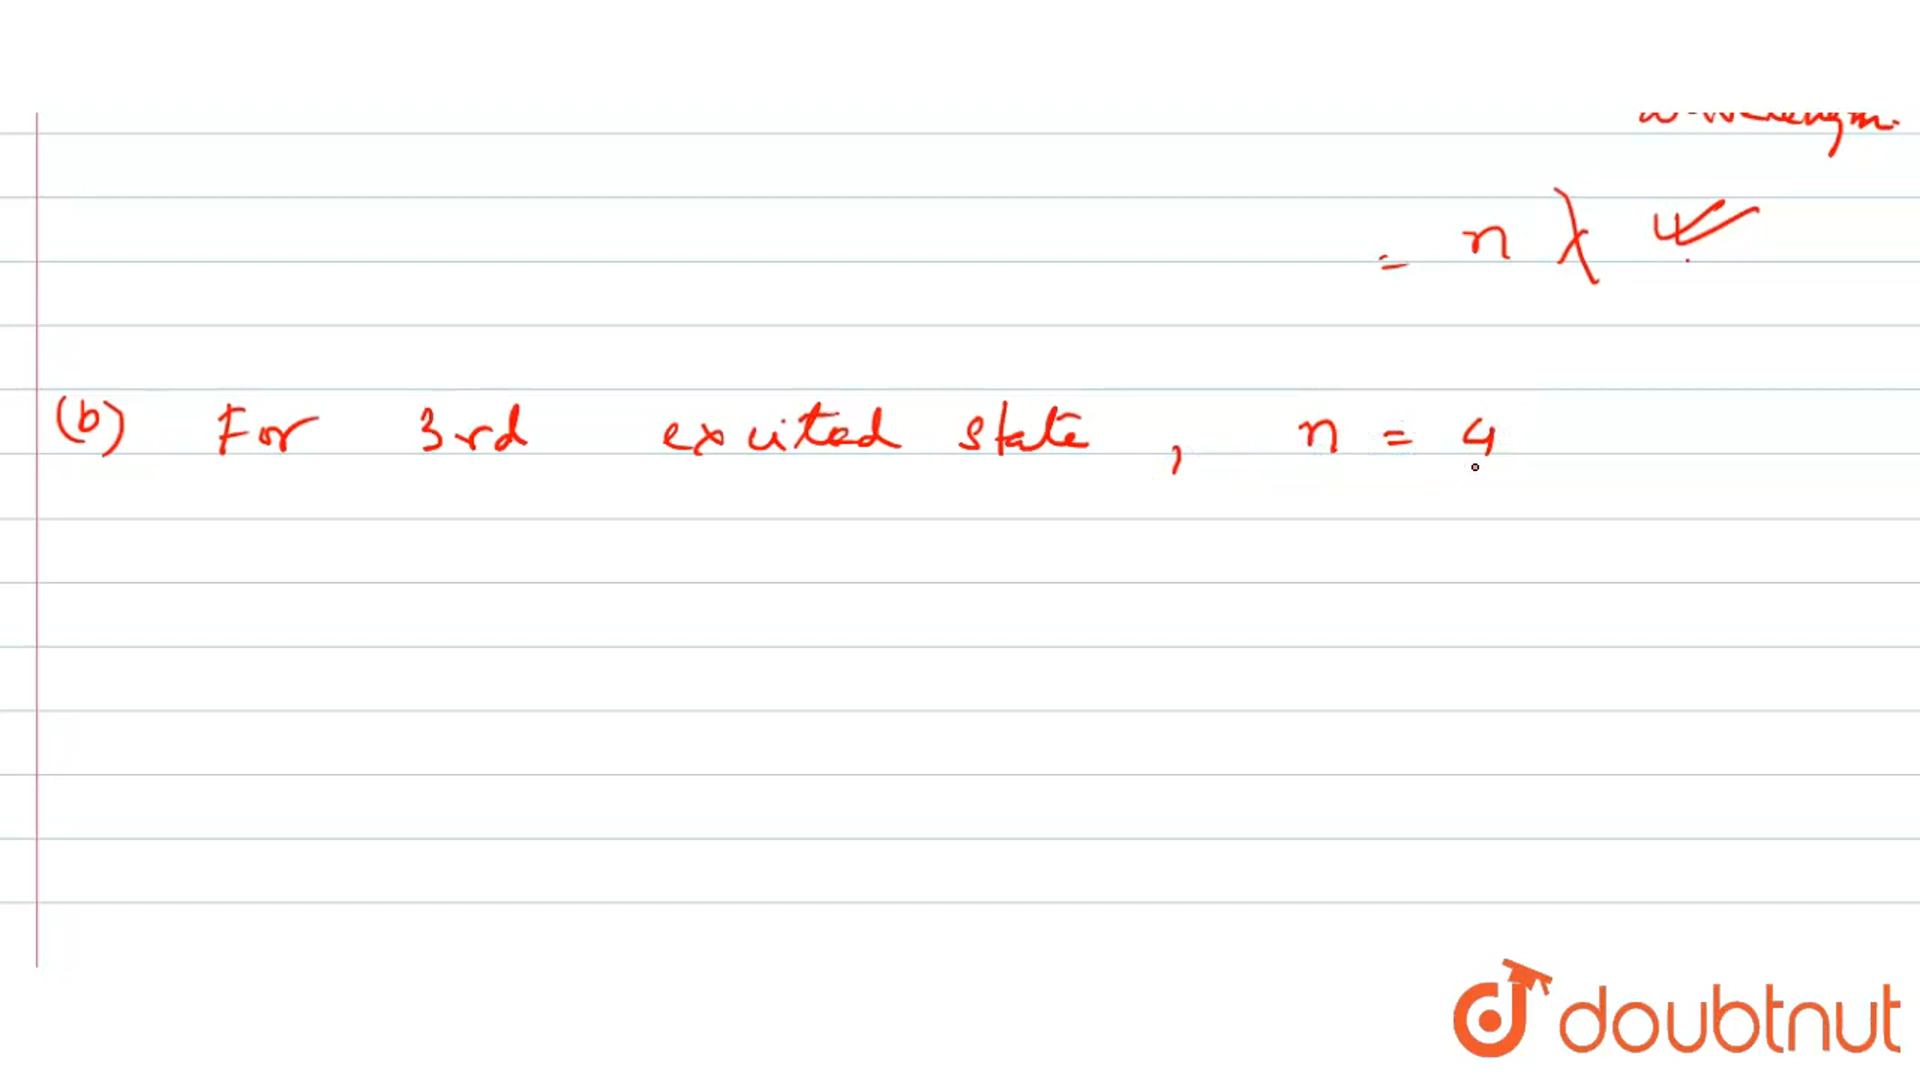 = n λ
(b) For 3rd excited state , n = 4
doubtnut